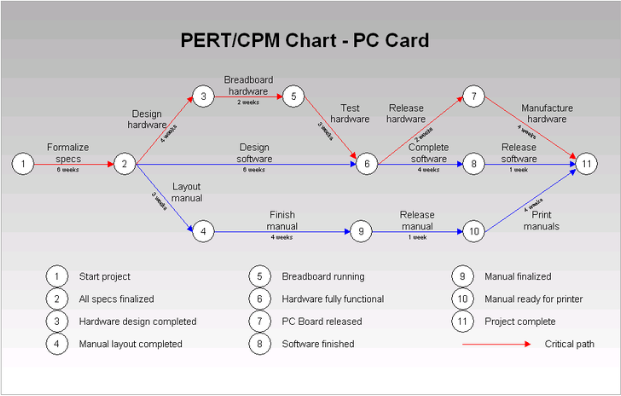 PERT/CPM Chart - PC Card
Breadboard
hardware
2 weeks
3
5
7
Design
hardware
4 weeks
Test
hardware
3 weeks
Release
hardware
2 weeks
Manufacture
hardware
4 weeks
Formalize
specs
6 weeks
Design
software
6 weeks
Complete
software
4 weeks
Release
software
1 week
1
2
6
8
11
Layout
manual
3 weeks
Finish
manual
4 weeks
Release
manual
1 week
Print
manuals
4 weeks
4
9
10
1 Start project
2 All specs finalized
3 Hardware design completed
4 Manual layout completed
5 Breadboard running
6 Hardware fully functional
7 PC Board released
8 Software finished
9 Manual finalized
10 Manual ready for printer
11 Project complete
Critical path